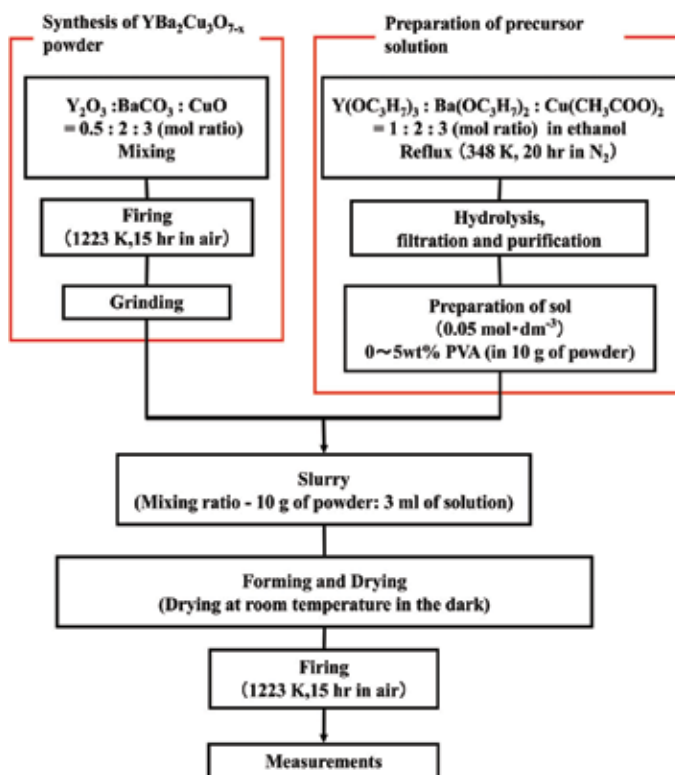 Synthesis of YBa₂Cu₃O₇₋ₓ
powder
Y₂O₃ :BaCO₃ : CuO
= 0.5 : 2 : 3 (mol ratio)
Mixing
Firing
(1223 K,15 hr in air)
Grinding
Preparation of precursor
solution
Y(OC₃H₇)₃ : Ba(OC₃H₇)₂ : Cu(CH₃COO)₂
= 1 : 2 : 3 (mol ratio) in ethanol
Reflux (348 K, 20 hr in N₂)
Hydrolysis,
filtration and purification
Preparation of sol
(0.05 mol·dm⁻³)
0～5wt% PVA (in 10 g of powder)
Slurry
(Mixing ratio - 10 g of powder: 3 ml of solution)
Forming and Drying
(Drying at room temperature in the dark)
Firing
(1223 K,15 hr in air)
Measurements